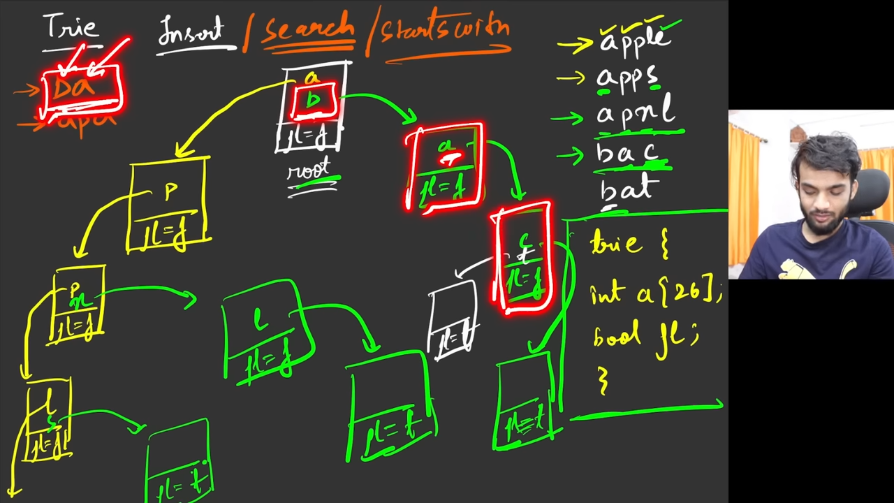 Trie Insert / search / startswith
→ ba
→ apa
→ apple
→ apps
→ apxl
→ bac
bat
a
b
fl=f
root
p
fl=f
a
fl=f
p
x
fl=f
l
fl=f
c
t
fl=f
fl=t
l
s
fl=f
fl=t
fl=t
fl=t
trie {
int a[26];
bool fl;
}